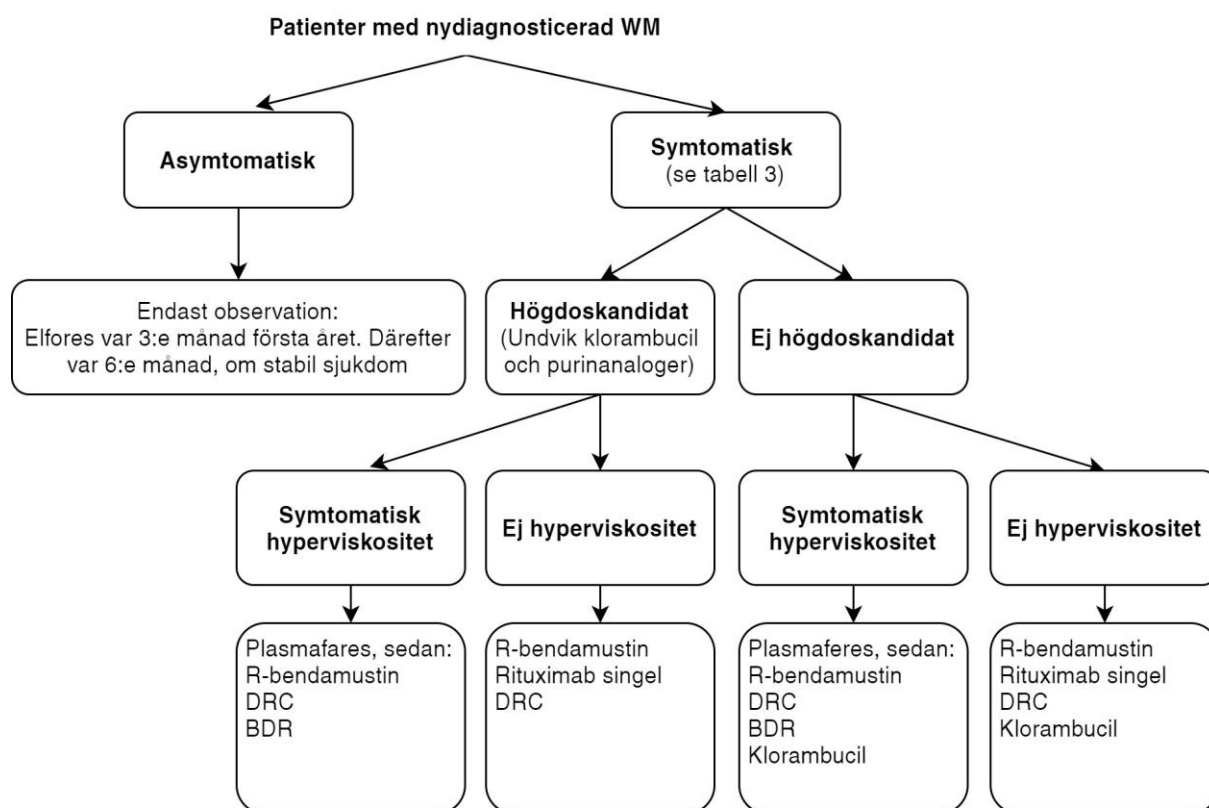 Patienter med nydiagnosticerad WM
Asymtomatisk
Symtomatisk
(se tabell 3)
Endast observation:
Elfores var 3:e månad första året. Därefter
var 6:e månad, om stabil sjukdom
Högdoskandidat
(Undvik klorambucil
och purinanaloger)
Ej högdoskandidat
Symtomatisk
hyperviskositet
Ej hyperviskositet
Symtomatisk
hyperviskositet
Ej hyperviskositet
Plasmafares, sedan:
R-bendamustin
DRC
BDR
R-bendamustin
Rituximab singel
DRC
Plasmaferes, sedan:
R-bendamustin
DRC
BDR
Klorambucil
R-bendamustin
Rituximab singel
DRC
Klorambucil